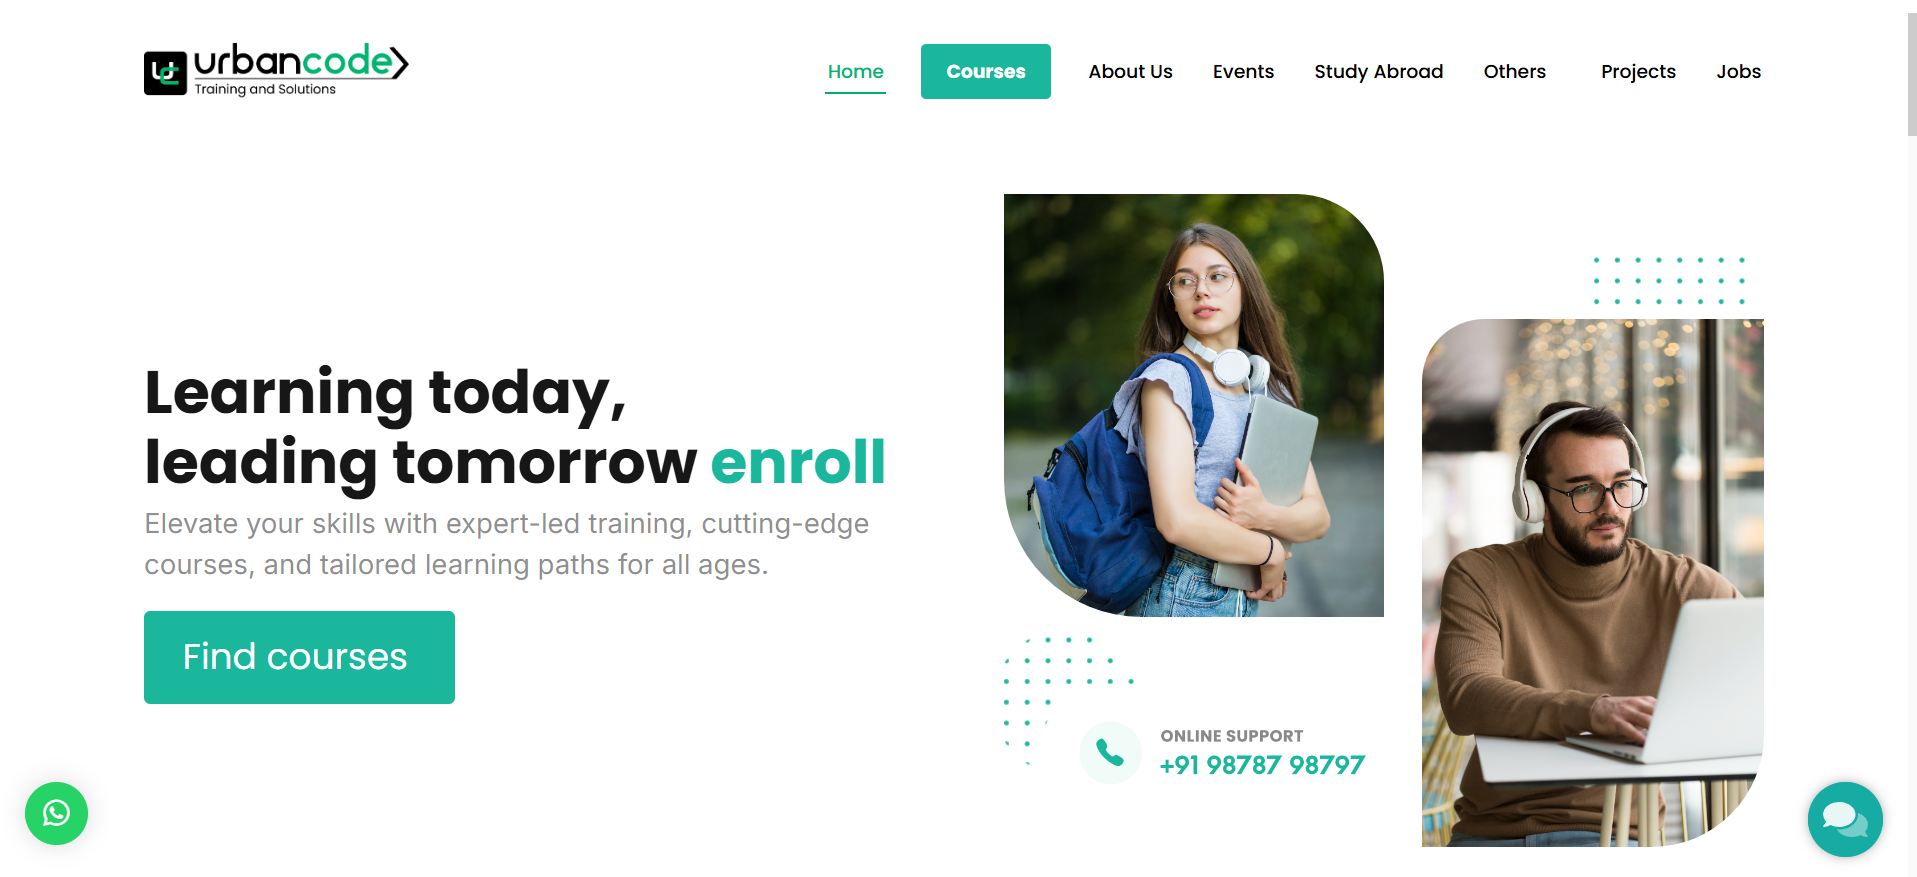 urbancode
Training and Solutions
Home Courses About Us Events Study Abroad Others Projects Jobs
Learning today,
leading tomorrow enroll
Elevate your skills with expert-led training, cutting-edge
courses, and tailored learning paths for all ages.
Find courses
ONLINE SUPPORT
+91 98787 98797